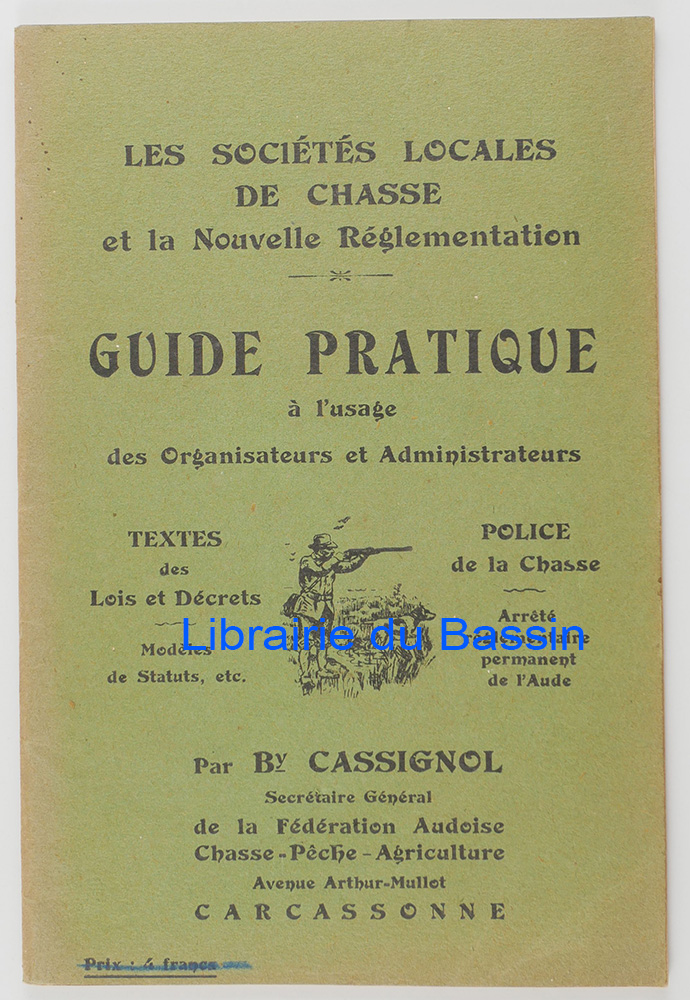 LES SOCIÉTÉS LOCALES
DE CHASSE
et la Nouvelle Réglementation
GUIDE PRATIQUE
à l'usage
des Organisateurs et Administrateurs
TEXTES
des
Lois et Décrets
Modèles
de Statuts, etc.
POLICE
de la Chasse
Arrêté
réglementaire
permanent
de l'Aude
Librairie du Bassin
Par By CASSIGNOL
Secrétaire Général
de la Fédération Audoise
Chasse-Pêche-Agriculture
Avenue Arthur-Mullot
CARCASSONNE
Prix : 4 francs